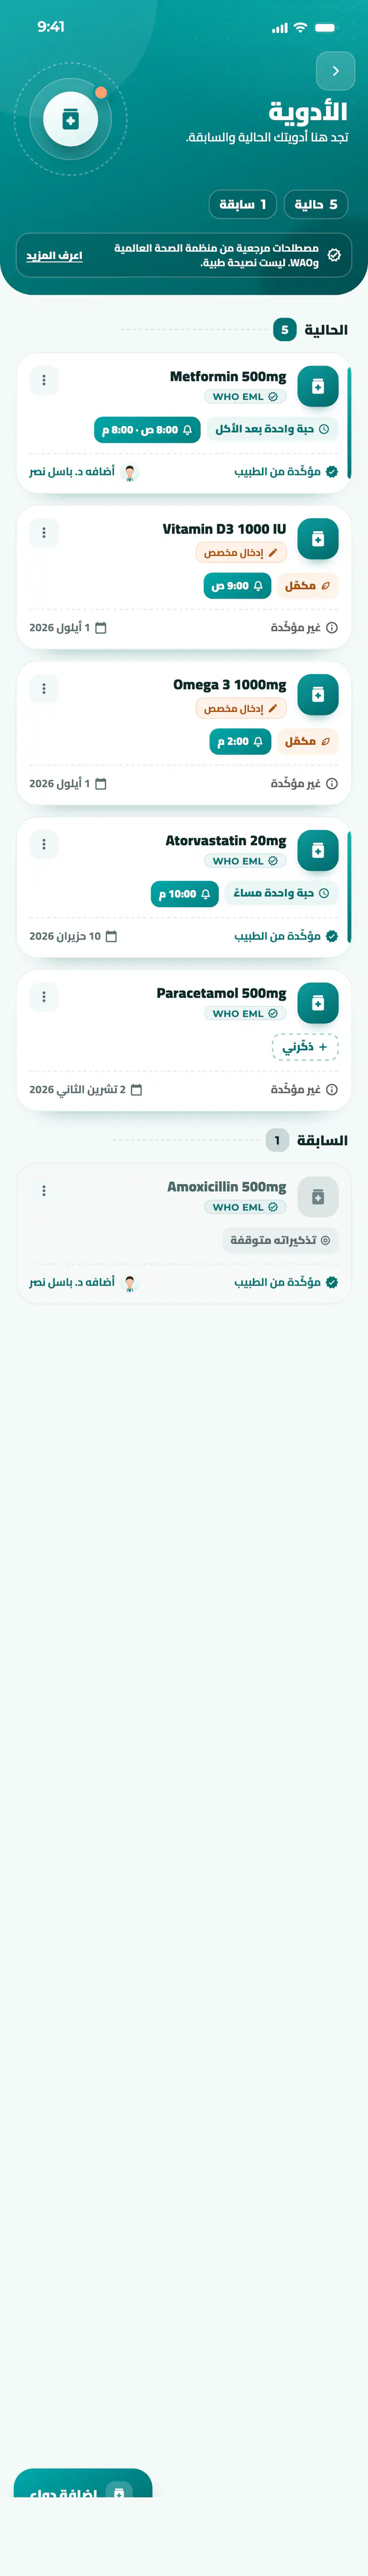 9:41
الأدوية
تجد هنا أدويتك الحالية والسابقة.
5 حالية
1 سابقة
مصطلحات مرجعية من منظمة الصحة العالمية
وWAO. ليست نصيحة طبية.
اعرف المزيد
الحالية 5
Metformin 500mg
WHO EML
حبة واحدة بعد الأكل
8:00 ص · 8:00 م
مؤكّدة من الطبيب
أضافه د. باسل نصر
Vitamin D3 1000 IU
إدخال مخصص
مكمّل
9:00 ص
غير مؤكّدة
1 أيلول 2026
Omega 3 1000mg
إدخال مخصص
مكمّل
2:00 م
غير مؤكّدة
1 أيلول 2026
Atorvastatin 20mg
WHO EML
حبة واحدة مساءً
10:00 م
مؤكّدة من الطبيب
10 حزيران 2026
Paracetamol 500mg
WHO EML
+ ذكّرني
غير مؤكّدة
2 تشرين الثاني 2026
السابقة 1
Amoxicillin 500mg
WHO EML
تذكيراته متوقفة
مؤكّدة من الطبيب
أضافه د. باسل نصر
إضافة دواء